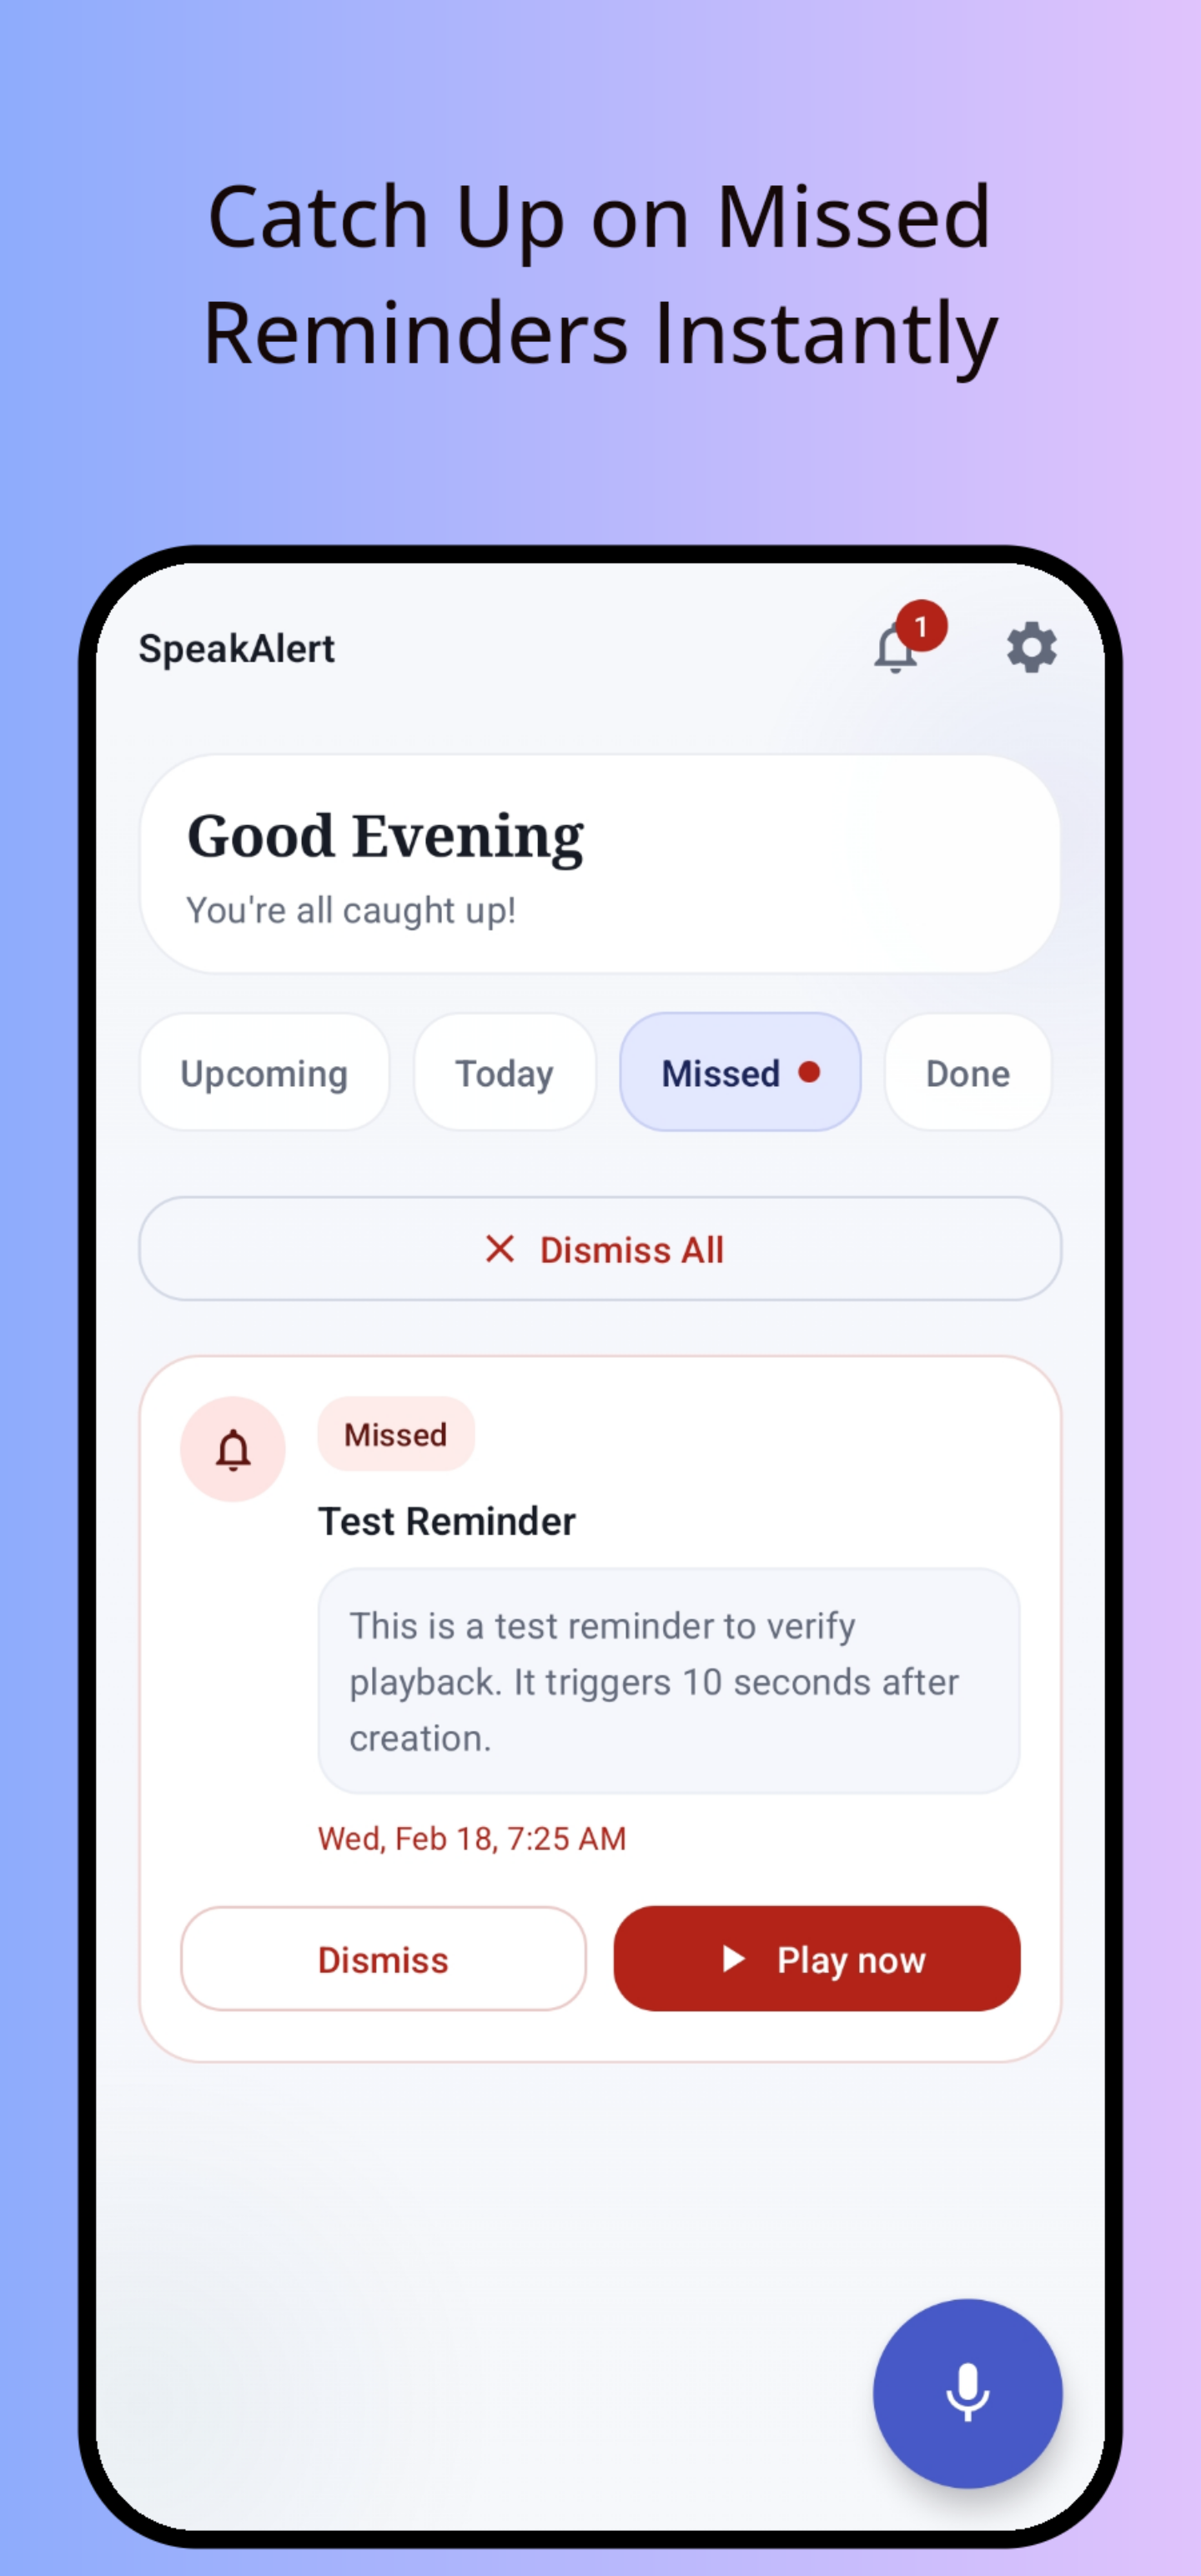 Catch Up on Missed
Reminders Instantly
SpeakAlert
1
Good Evening
You're all caught up!
Upcoming
Today
Missed
Done
Dismiss All
Missed
Test Reminder
This is a test reminder to verify
playback. It triggers 10 seconds after
creation.
Wed, Feb 18, 7:25 AM
Dismiss
Play now